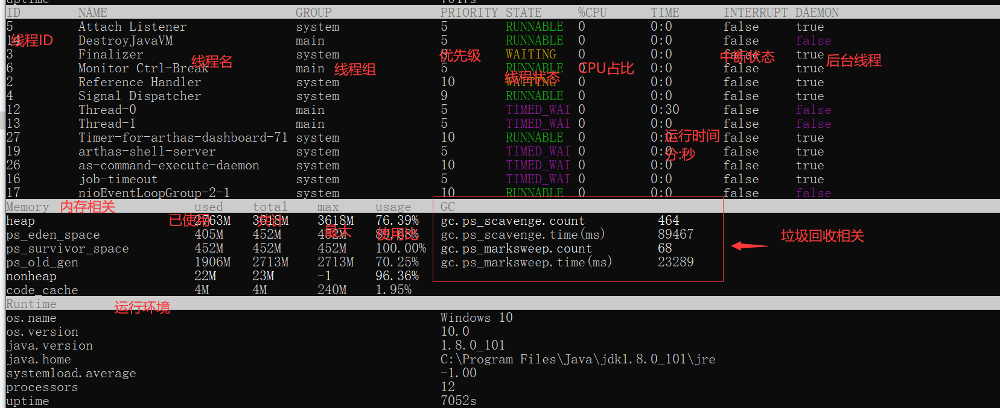 uptime 7047s
ID NAME GROUP PRIORITY STATE %CPU TIME INTERRUPT DAEMON
5 Attach Listener system 5 RUNNABLE 0 0:0 false true
14 DestroyJavaVM main 5 RUNNABLE 0 0:0 false false
线程ID
3 Finalizer system WAITING 0 0:0 false true
优先级
中断状态
线程名
后台线程
6 Monitor Ctrl-Break main 5 RUNNABLE 0 0:0 false true
线程组
CPU占比
线程状态
2 Reference Handler system 10 WAITING 0 0:0 false true
4 Signal Dispatcher system 9 RUNNABLE 0 0:0 false true
12 Thread-0 main 5 TIMED_WAI 0 0:30 false false
13 Thread-1 main 5 TIMED_WAI 0 0:0 false false
27 Timer-for-arthas-dashboard-71 system 10 RUNNABLE 0 0:0 false true
运行时间
19 arthas-shell-server system 5 TIMED_WAI 0 0:0 false true
分:秒
26 as-command-execute-daemon system 10 TIMED_WAI 0 0:0 false true
16 job-timeout system 5 TIMED_WAI 0 0:0 false true
17 nioEventLoopGroup-2-1 system 10 RUNNABLE 0 0:0 false false
Memory 内存相关 used total max usage GC
heap 3618M 76.39% gc.ps_scavenge.count 464
已使用 共计
ps_eden_space 405M 452M 452M gc.ps_scavenge.time(ms) 89467
最大 使用比 垃圾回收相关
ps_survivor_space 452M 452M 452M 100.00% gc.ps_marksweep.count 68
ps_old_gen 1906M 2713M 2713M 70.25% gc.ps_marksweep.time(ms) 23289
nonheap 22M 23M -1 96.36%
code_cache 4M 4M 240M 1.95%
Runtime 运行环境
os.name Windows 10
os.version 10.0
java.version 1.8.0_101
java.home C:\Program Files\Java\jdk1.8.0_101\jre
systemload.average -1.00
processors 12
uptime 7052s